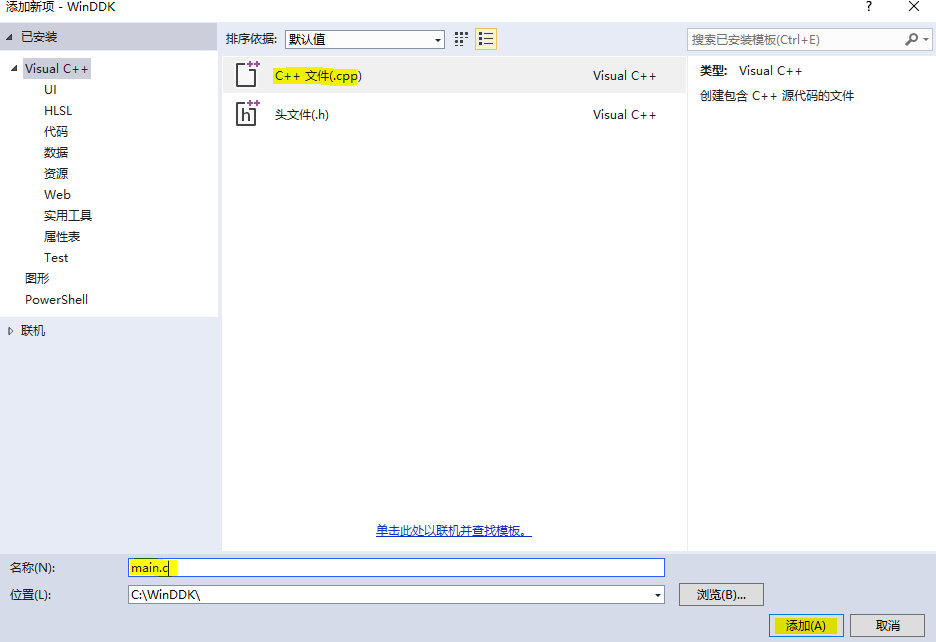 添加新项 - WinDDK
?
已安装
排序依据:
默认值
搜索已安装模板(Ctrl+E)
Visual C++
UI
HLSL
代码
数据
资源
Web
实用工具
属性表
Test
图形
PowerShell
联机
C++ 文件(.cpp)
Visual C++
头文件(.h)
Visual C++
类型: Visual C++
创建包含 C++ 源代码的文件
单击此处以联机并查找模板。
名称(N):
main.c
位置(L):
C:\WinDDK\
浏览(B)...
添加(A)
取消